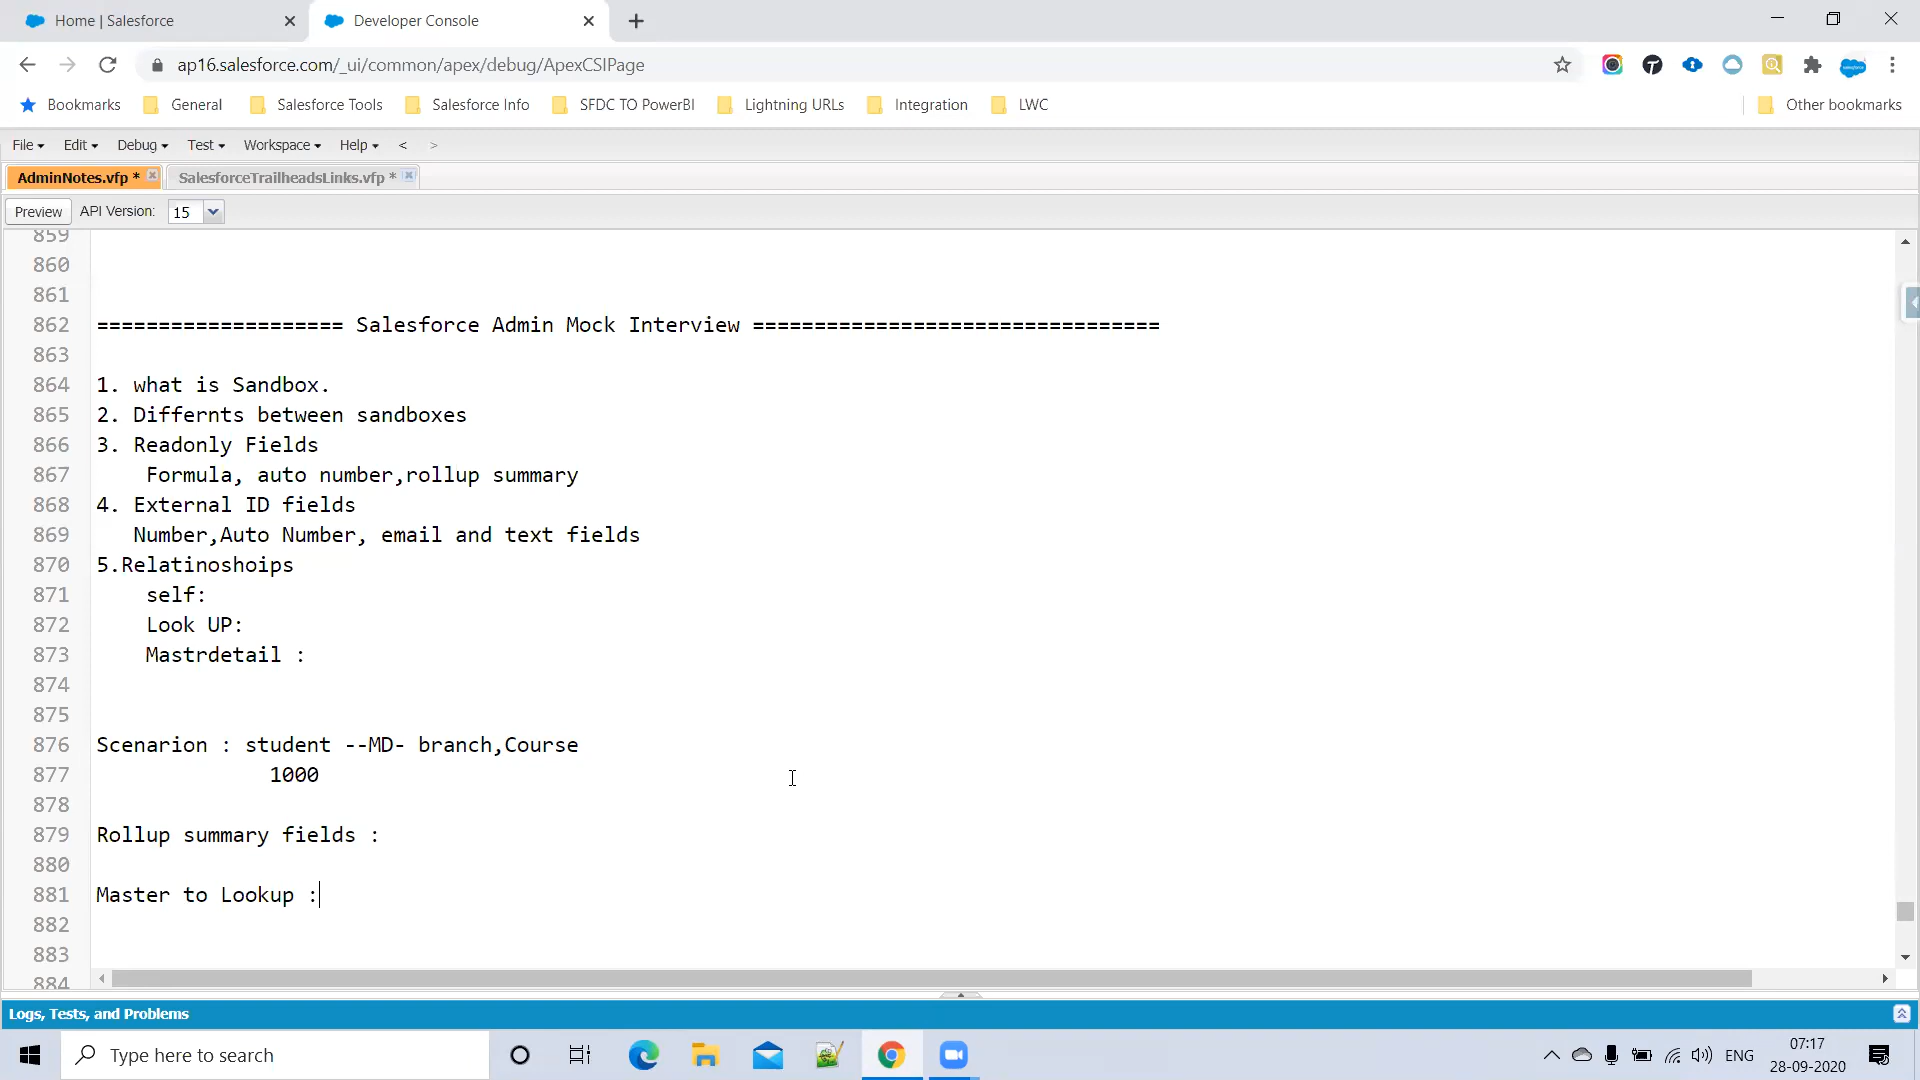 Home | Salesforce
Developer Console
ap16.salesforce.com/_ui/common/apex/debug/ApexCSIPage
Bookmarks General Salesforce Tools Salesforce Info SFDC TO PowerBI Lightning URLs Integration LWC Other bookmarks
File Edit Debug Test Workspace Help < >
AdminNotes.vfp * SalesforceTrailheadsLinks.vfp *
Preview API Version: 15
859
860
861
862 ==================== Salesforce Admin Mock Interview =================================
863
864 1. what is Sandbox.
865 2. Differnts between sandboxes
866 3. Readonly Fields
867 Formula, auto number,rollup summary
868 4. External ID fields
869 Number,Auto Number, email and text fields
870 5.Relatinoshoips
871 self:
872 Look UP:
873 Mastrdetail :
874
875
876 Scenarion : student --MD- branch,Course
877 1000
878
879 Rollup summary fields :
880
881 Master to Lookup :
882
883
884
Logs, Tests, and Problems
Type here to search
ENG
07:17
28-09-2020